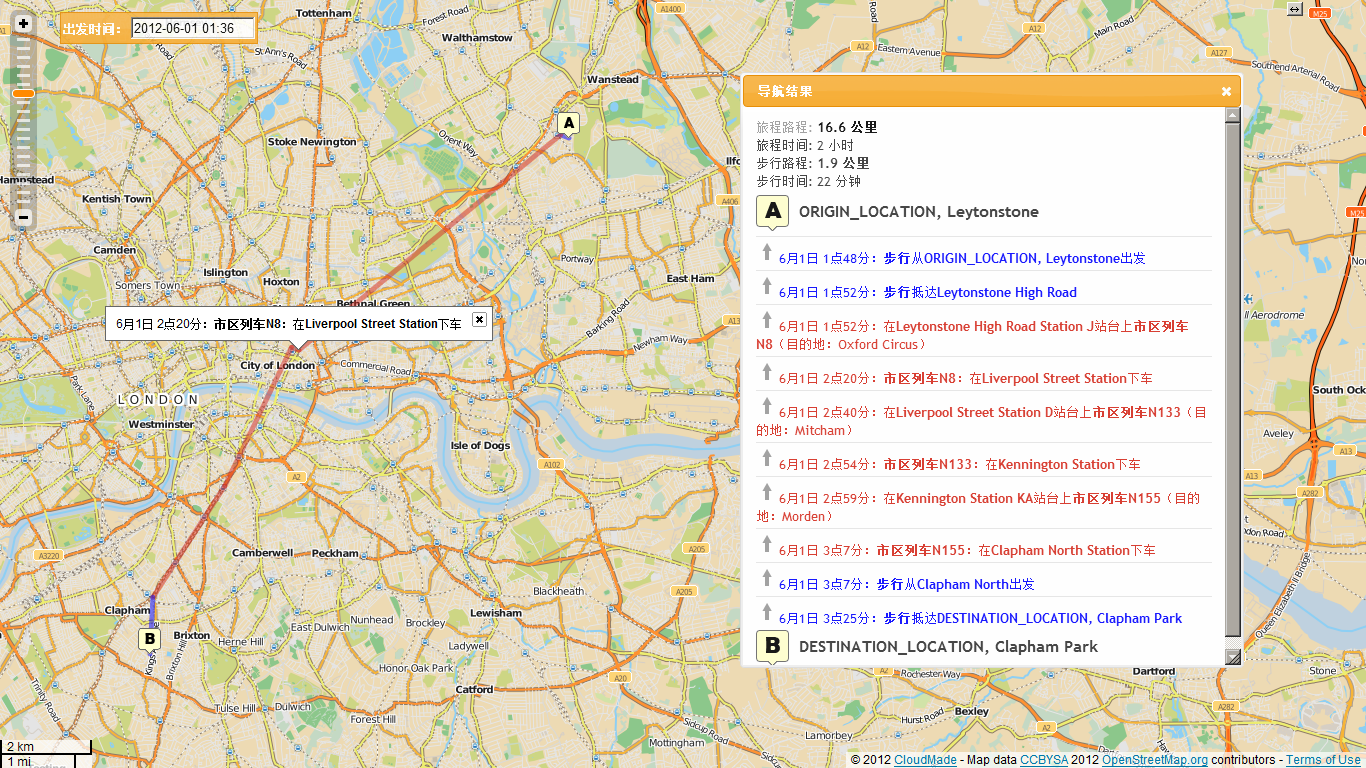 出发时间： 2012-06-01 01:36
Tottenham
Forest Road
A1400
Road
A12
Main Road
M25
Walthamstow
A12
Eastern Avenue
A127
Southend Arterial Road
St. Ann's Road
Wanstead
导航结果
A
旅程路程: 16.6 公里
旅程时间: 2 小时
步行路程: 1.9 公里
步行时间: 22 分钟
A ORIGIN_LOCATION, Leytonstone
6月1日 1点48分：步行从ORIGIN_LOCATION, Leytonstone出发
6月1日 1点52分：步行抵达Leytonstone High Road
6月1日 1点52分：在Leytonstone High Road Station J站台上市区列车
N8（目的地：Oxford Circus）
6月1日 2点20分：市区列车N8：在Liverpool Street Station下车
6月1日 2点40分：在Liverpool Street Station D站台上市区列车N133（目
的地：Mitcham）
6月1日 2点54分：市区列车N133：在Kennington Station下车
6月1日 2点59分：在Kennington Station KA站台上市区列车N155（目的
地：Morden）
6月1日 3点7分：市区列车N155：在Clapham North Station下车
6月1日 3点7分：步行从Clapham North出发
6月1日 3点25分：步行抵达DESTINATION_LOCATION, Clapham Park
B DESTINATION_LOCATION, Clapham Park
Orient Way
Stoke Newington
Ilfo
Hampstead
Kentish Town
A406
M25
Camden
Islington
Somers Town
Hoxton
East Ham
Bethnal Green
Barking Road
ll Aerodrome
6月1日 2点20分：市区列车N8：在Liverpool Street Station下车
A13
Newham Way
City of London
Commercial Road
Park Lane
LONDON
South Ock
Westminster
Isle of Dogs
Aveley
A13
A102
A13
A2
A282
A3220
Camberwell
Peckham
A205
Queen Elizabeth II Bridge
A205
Blackheath
Clapham
Lewisham
B
Brixton
East Dulwich
Nunhead
Brockley
Herne Hill
Ladywell
Brixton Hill
Honor Oak Park
A2
Rochester Way
Dartford
Stone
A20
Catford
Trinity Road
Tulse Hill
Dulwich
Forest Hill
Bexley
A282
Hurst Road
A2
Sidcup Road
Lamorbey
Mottingham
2 km
1 mi
© 2012 CloudMade - Map data CCBYSA 2012 OpenStreetMap.org contributors - Terms of Use